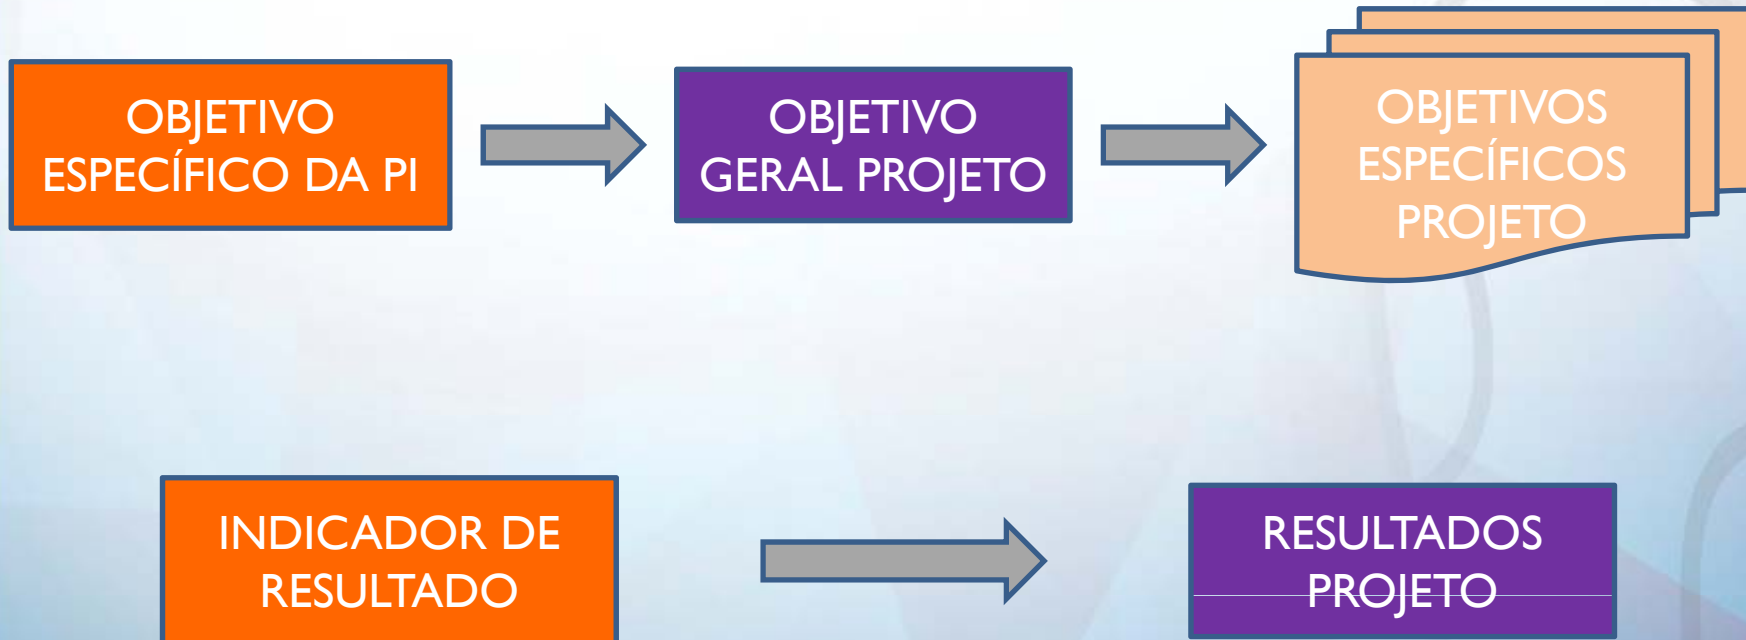 OBJETIVO
ESPECÍFICO DA PI
OBJETIVO
GERAL PROJETO
OBJETIVOS
ESPECÍFICOS
PROJETO
INDICADOR DE
RESULTADO
RESULTADOS
PROJETO